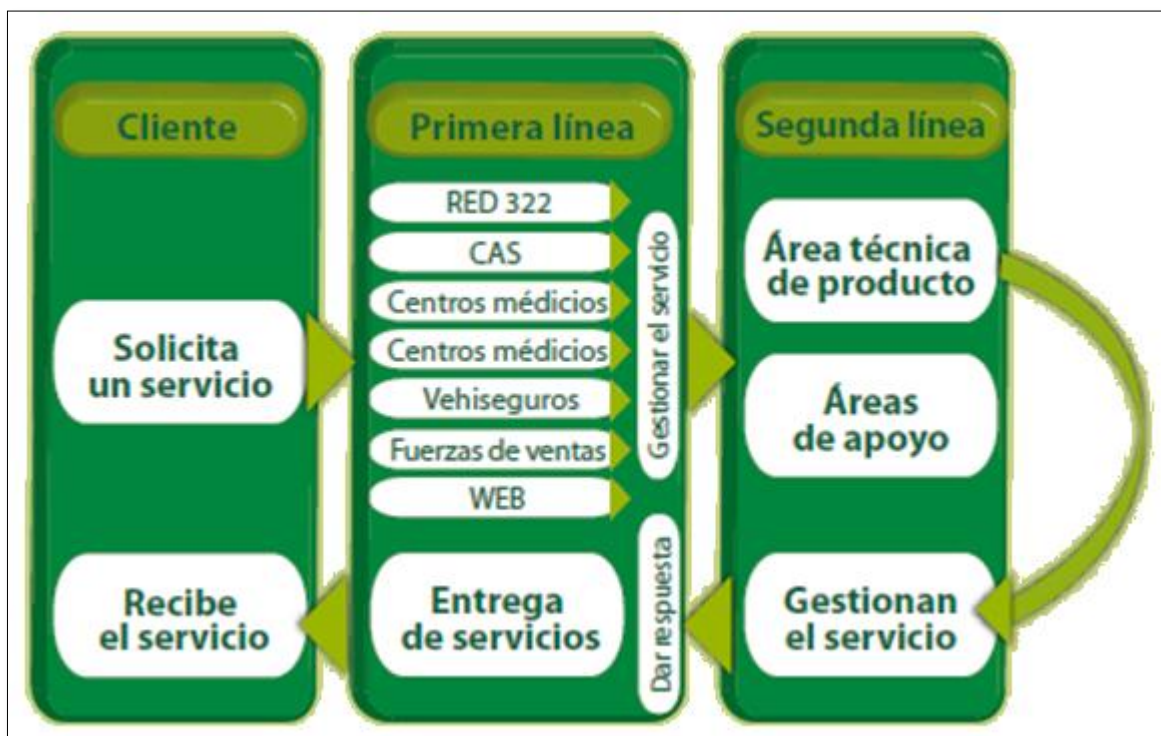 Cliente
Solicita
un servicio
Recibe
el servicio
Primera línea
RED 322
CAS
Centros médicios
Centros médicios
Vehiseguros
Fuerzas de ventas
WEB
Gestionar el servicio
Entrega
de servicios
Dar respuesta
Segunda línea
Área técnica
de producto
Áreas
de apoyo
Gestionan
el servicio